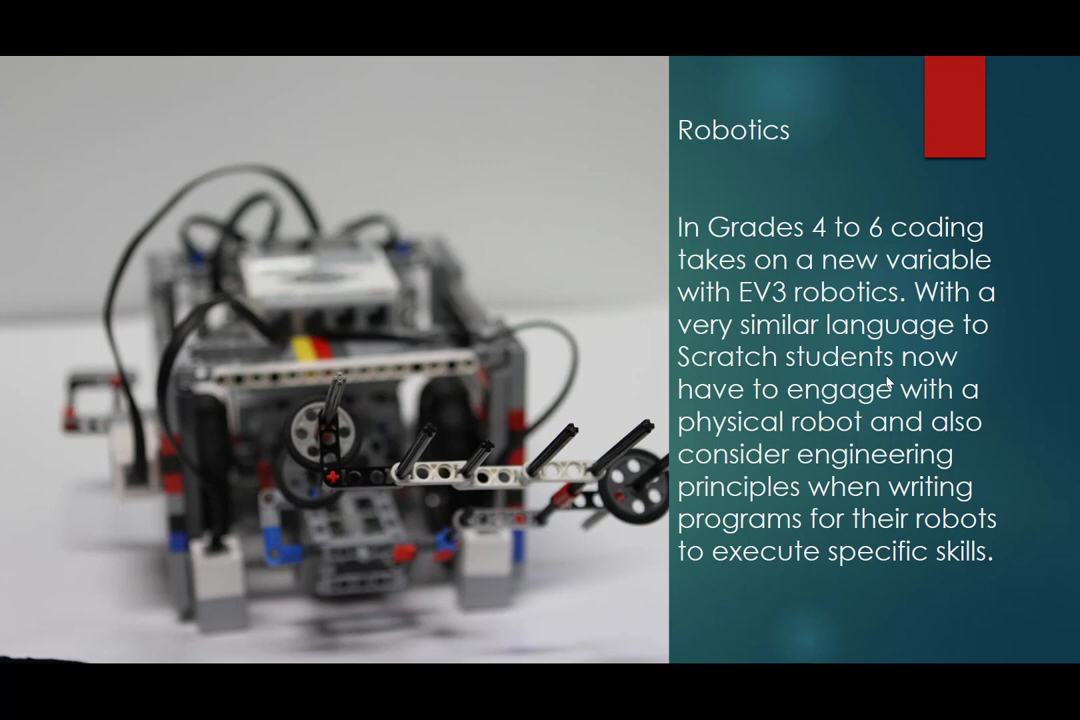 Robotics
In Grades 4 to 6 coding
takes on a new variable
with EV3 robotics. With a
very similar language to
Scratch students now
have to engage with a
physical robot and also
consider engineering
principles when writing
programs for their robots
to execute specific skills.